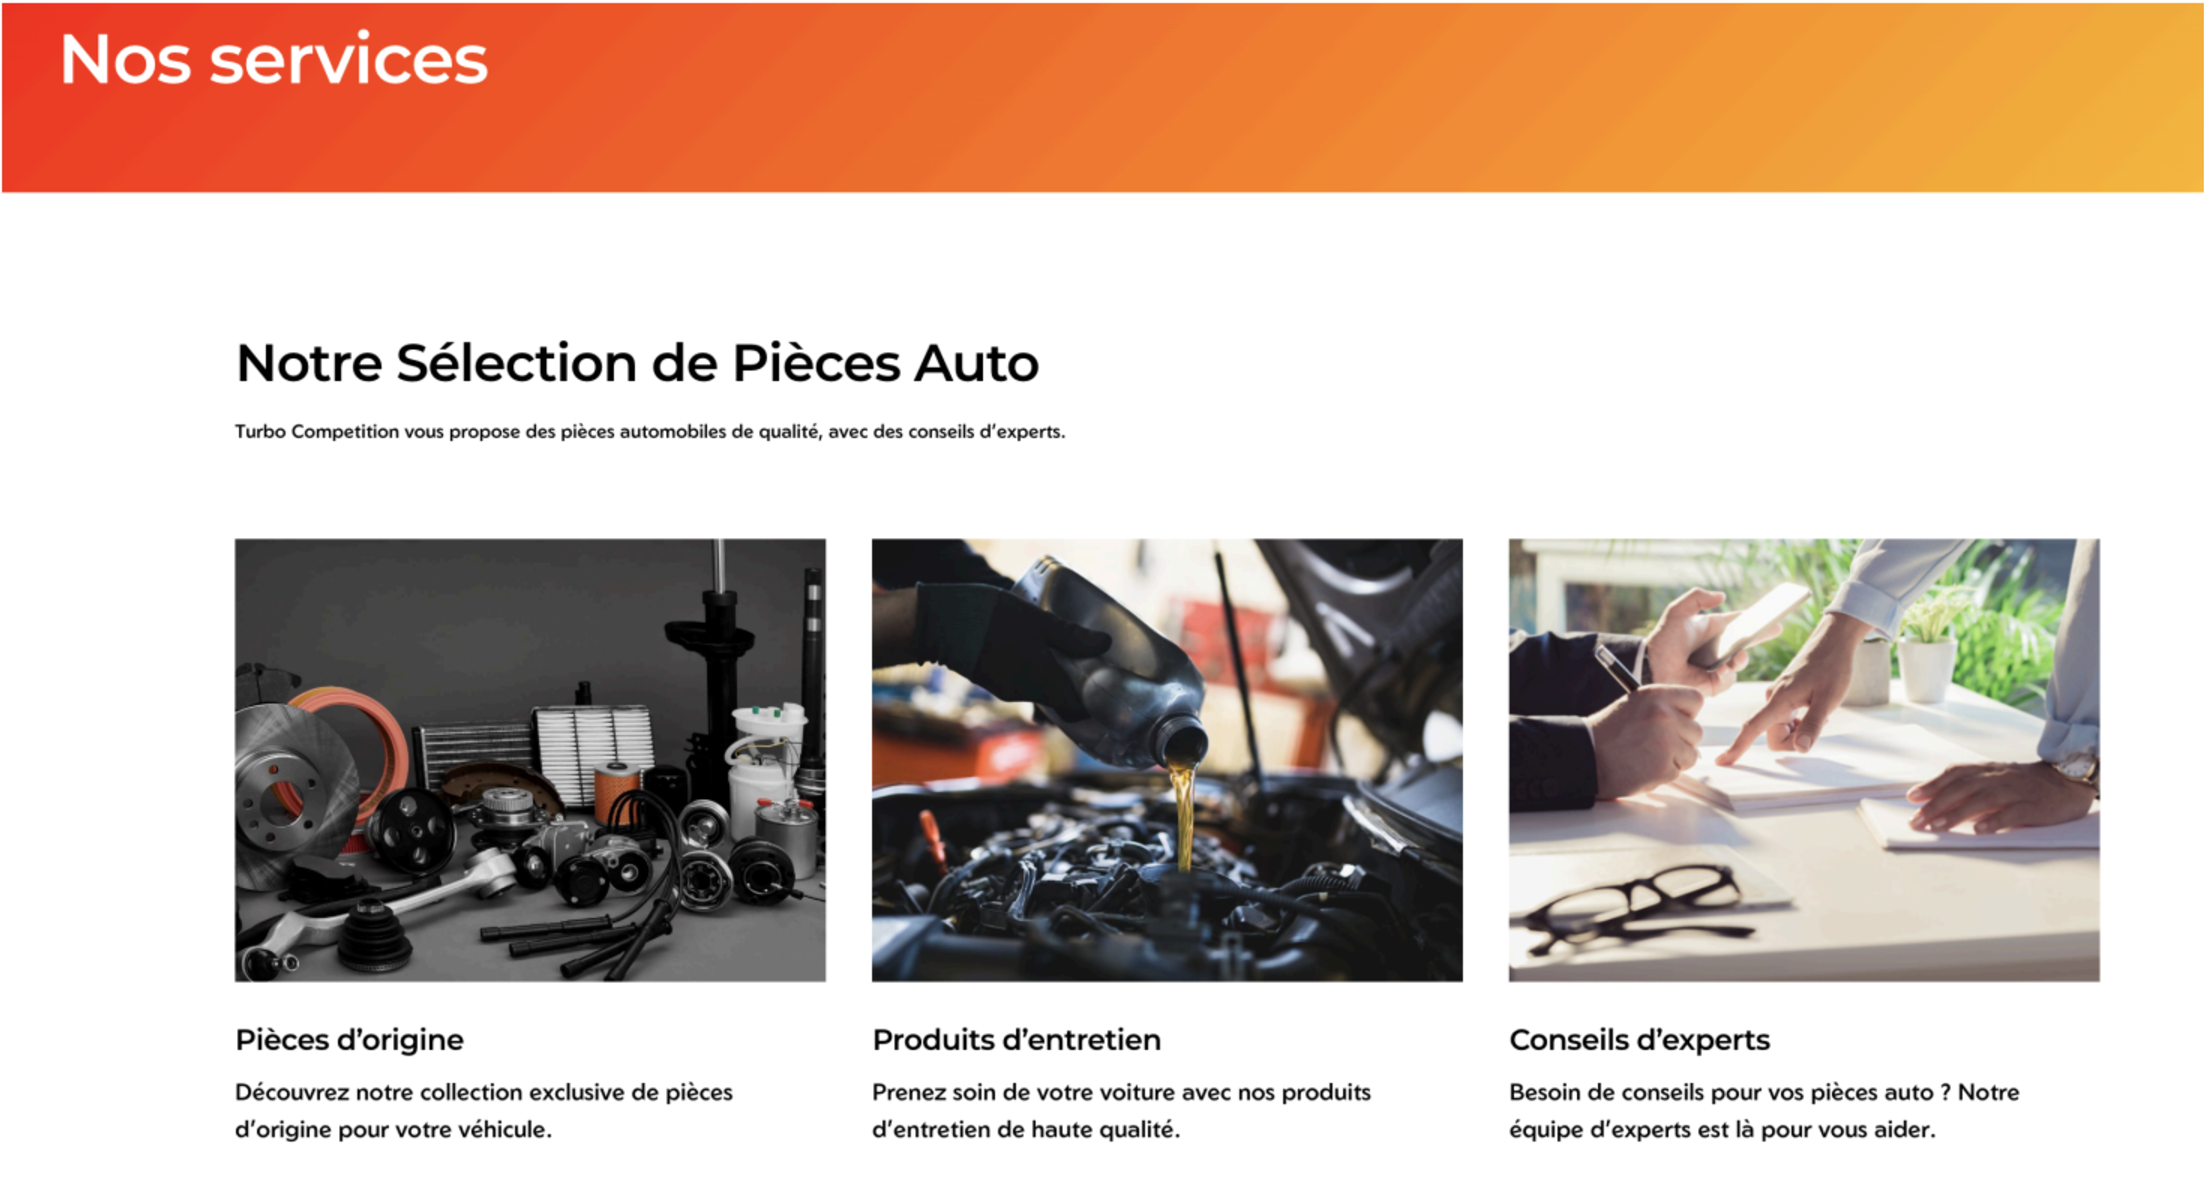 Nos services
Notre Sélection de Pièces Auto
Turbo Competition vous propose des pièces automobiles de qualité, avec des conseils d’experts.
Pièces d’origine
Découvrez notre collection exclusive de pièces
d’origine pour votre véhicule.
Produits d’entretien
Prenez soin de votre voiture avec nos produits
d’entretien de haute qualité.
Conseils d’experts
Besoin de conseils pour vos pièces auto ? Notre
équipe d’experts est là pour vous aider.